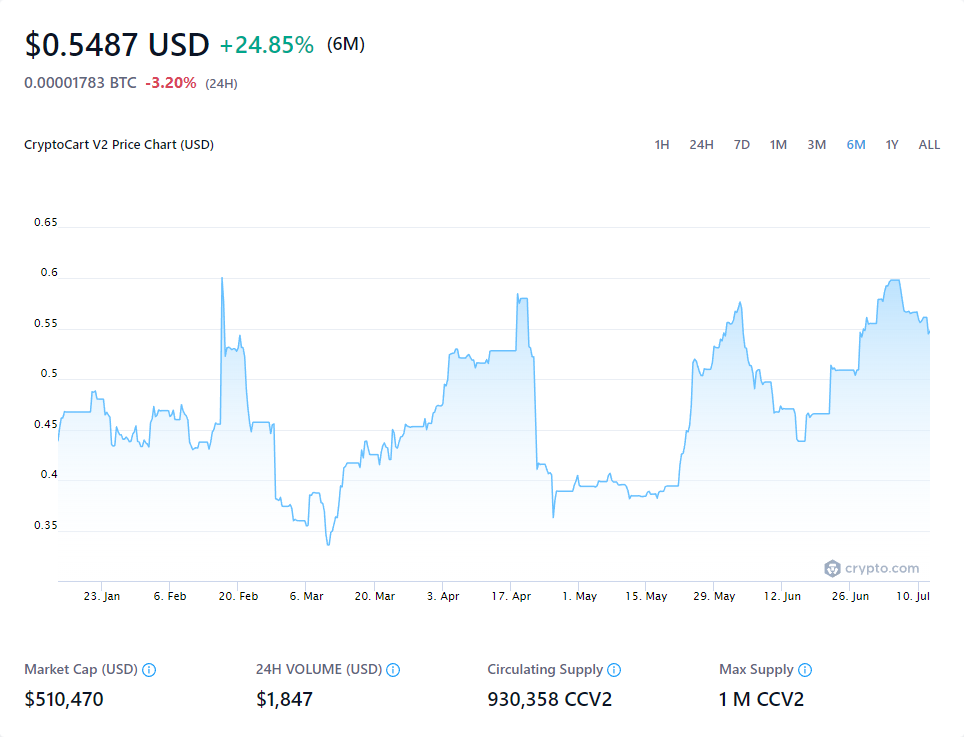 $0.5487 USD +24.85% (6M)
0.00001783 BTC -3.20% (24H)
CryptoCart V2 Price Chart (USD) 1H 24H 7D 1M 3M 6M 1Y ALL
0.65
0.6
0.55
0.5
0.45
0.4
0.35
crypto.com
23. Jan 6. Feb 20. Feb 6. Mar 20. Mar 3. Apr 17. Apr 1. May 15. May 29. May 12. Jun 26. Jun 10. Jul
Market Cap (USD) 24H VOLUME (USD) Circulating Supply Max Supply
$510,470 $1,847 930,358 CCV2 1 M CCV2